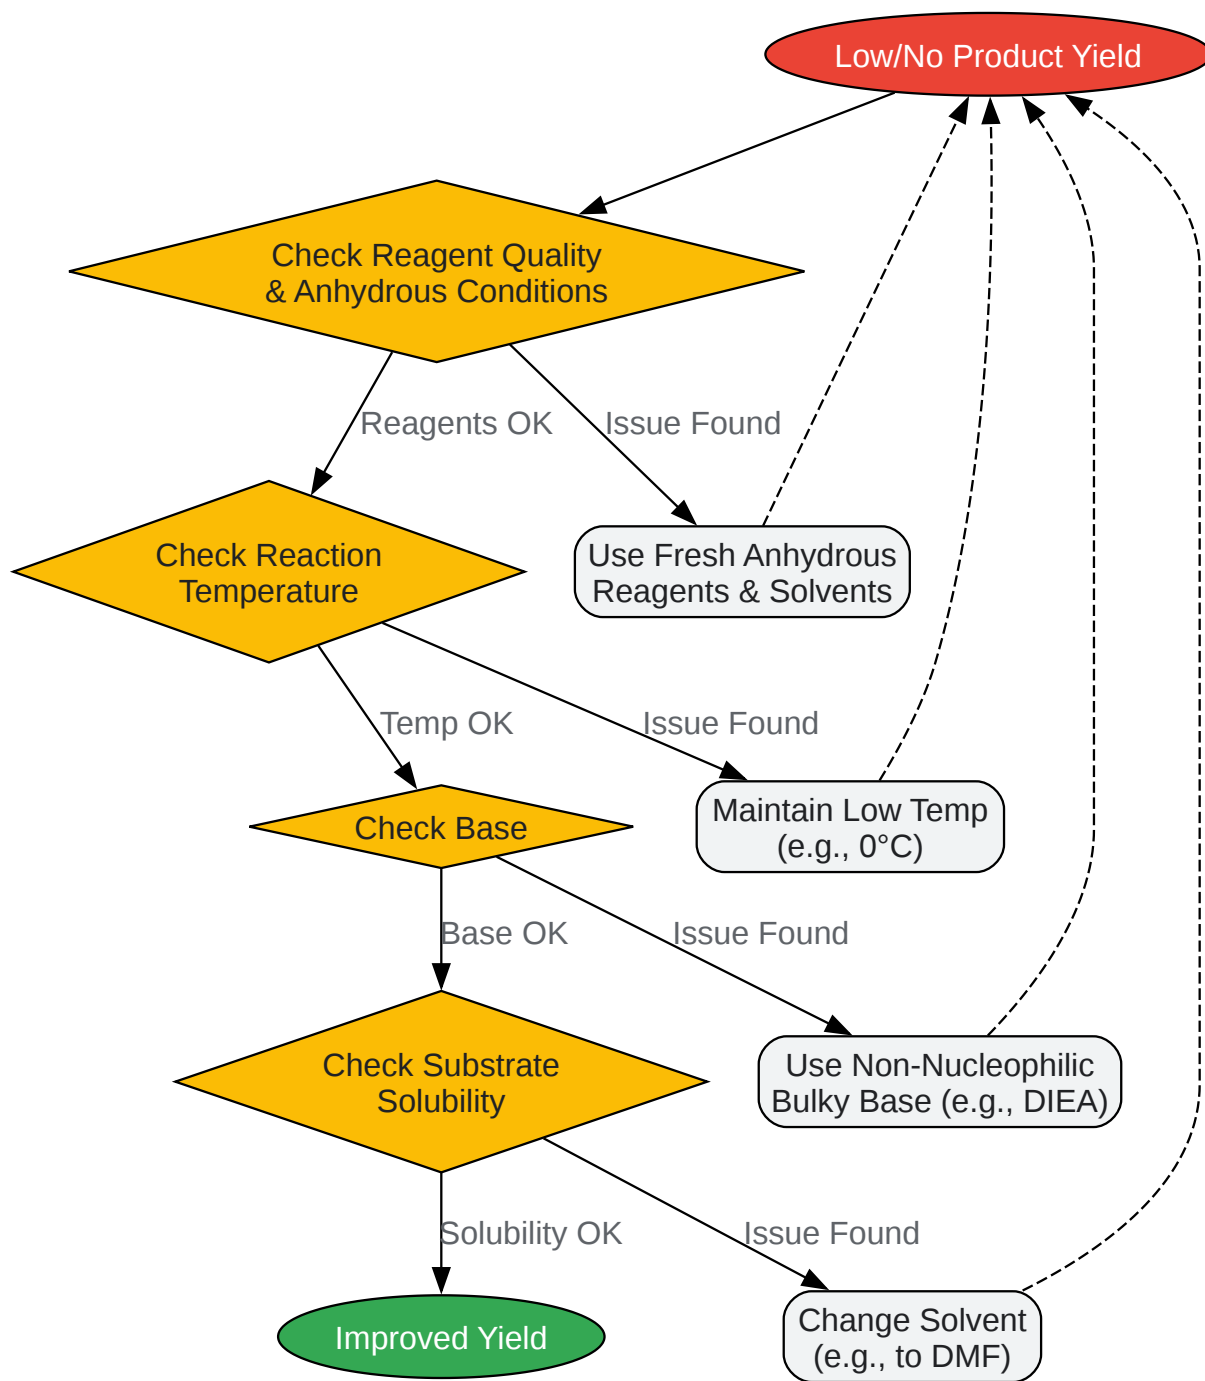 Low/No Product Yield
Check Reagent Quality
& Anhydrous Conditions
Reagents OK
Issue Found
Check Reaction
Temperature
Use Fresh Anhydrous
Reagents & Solvents
Temp OK
Issue Found
Check Base
Maintain Low Temp
(e.g., 0°C)
Base OK
Issue Found
Check Substrate
Solubility
Use Non-Nucleophilic
Bulky Base (e.g., DIEA)
Solubility OK
Issue Found
Improved Yield
Change Solvent
(e.g., to DMF)